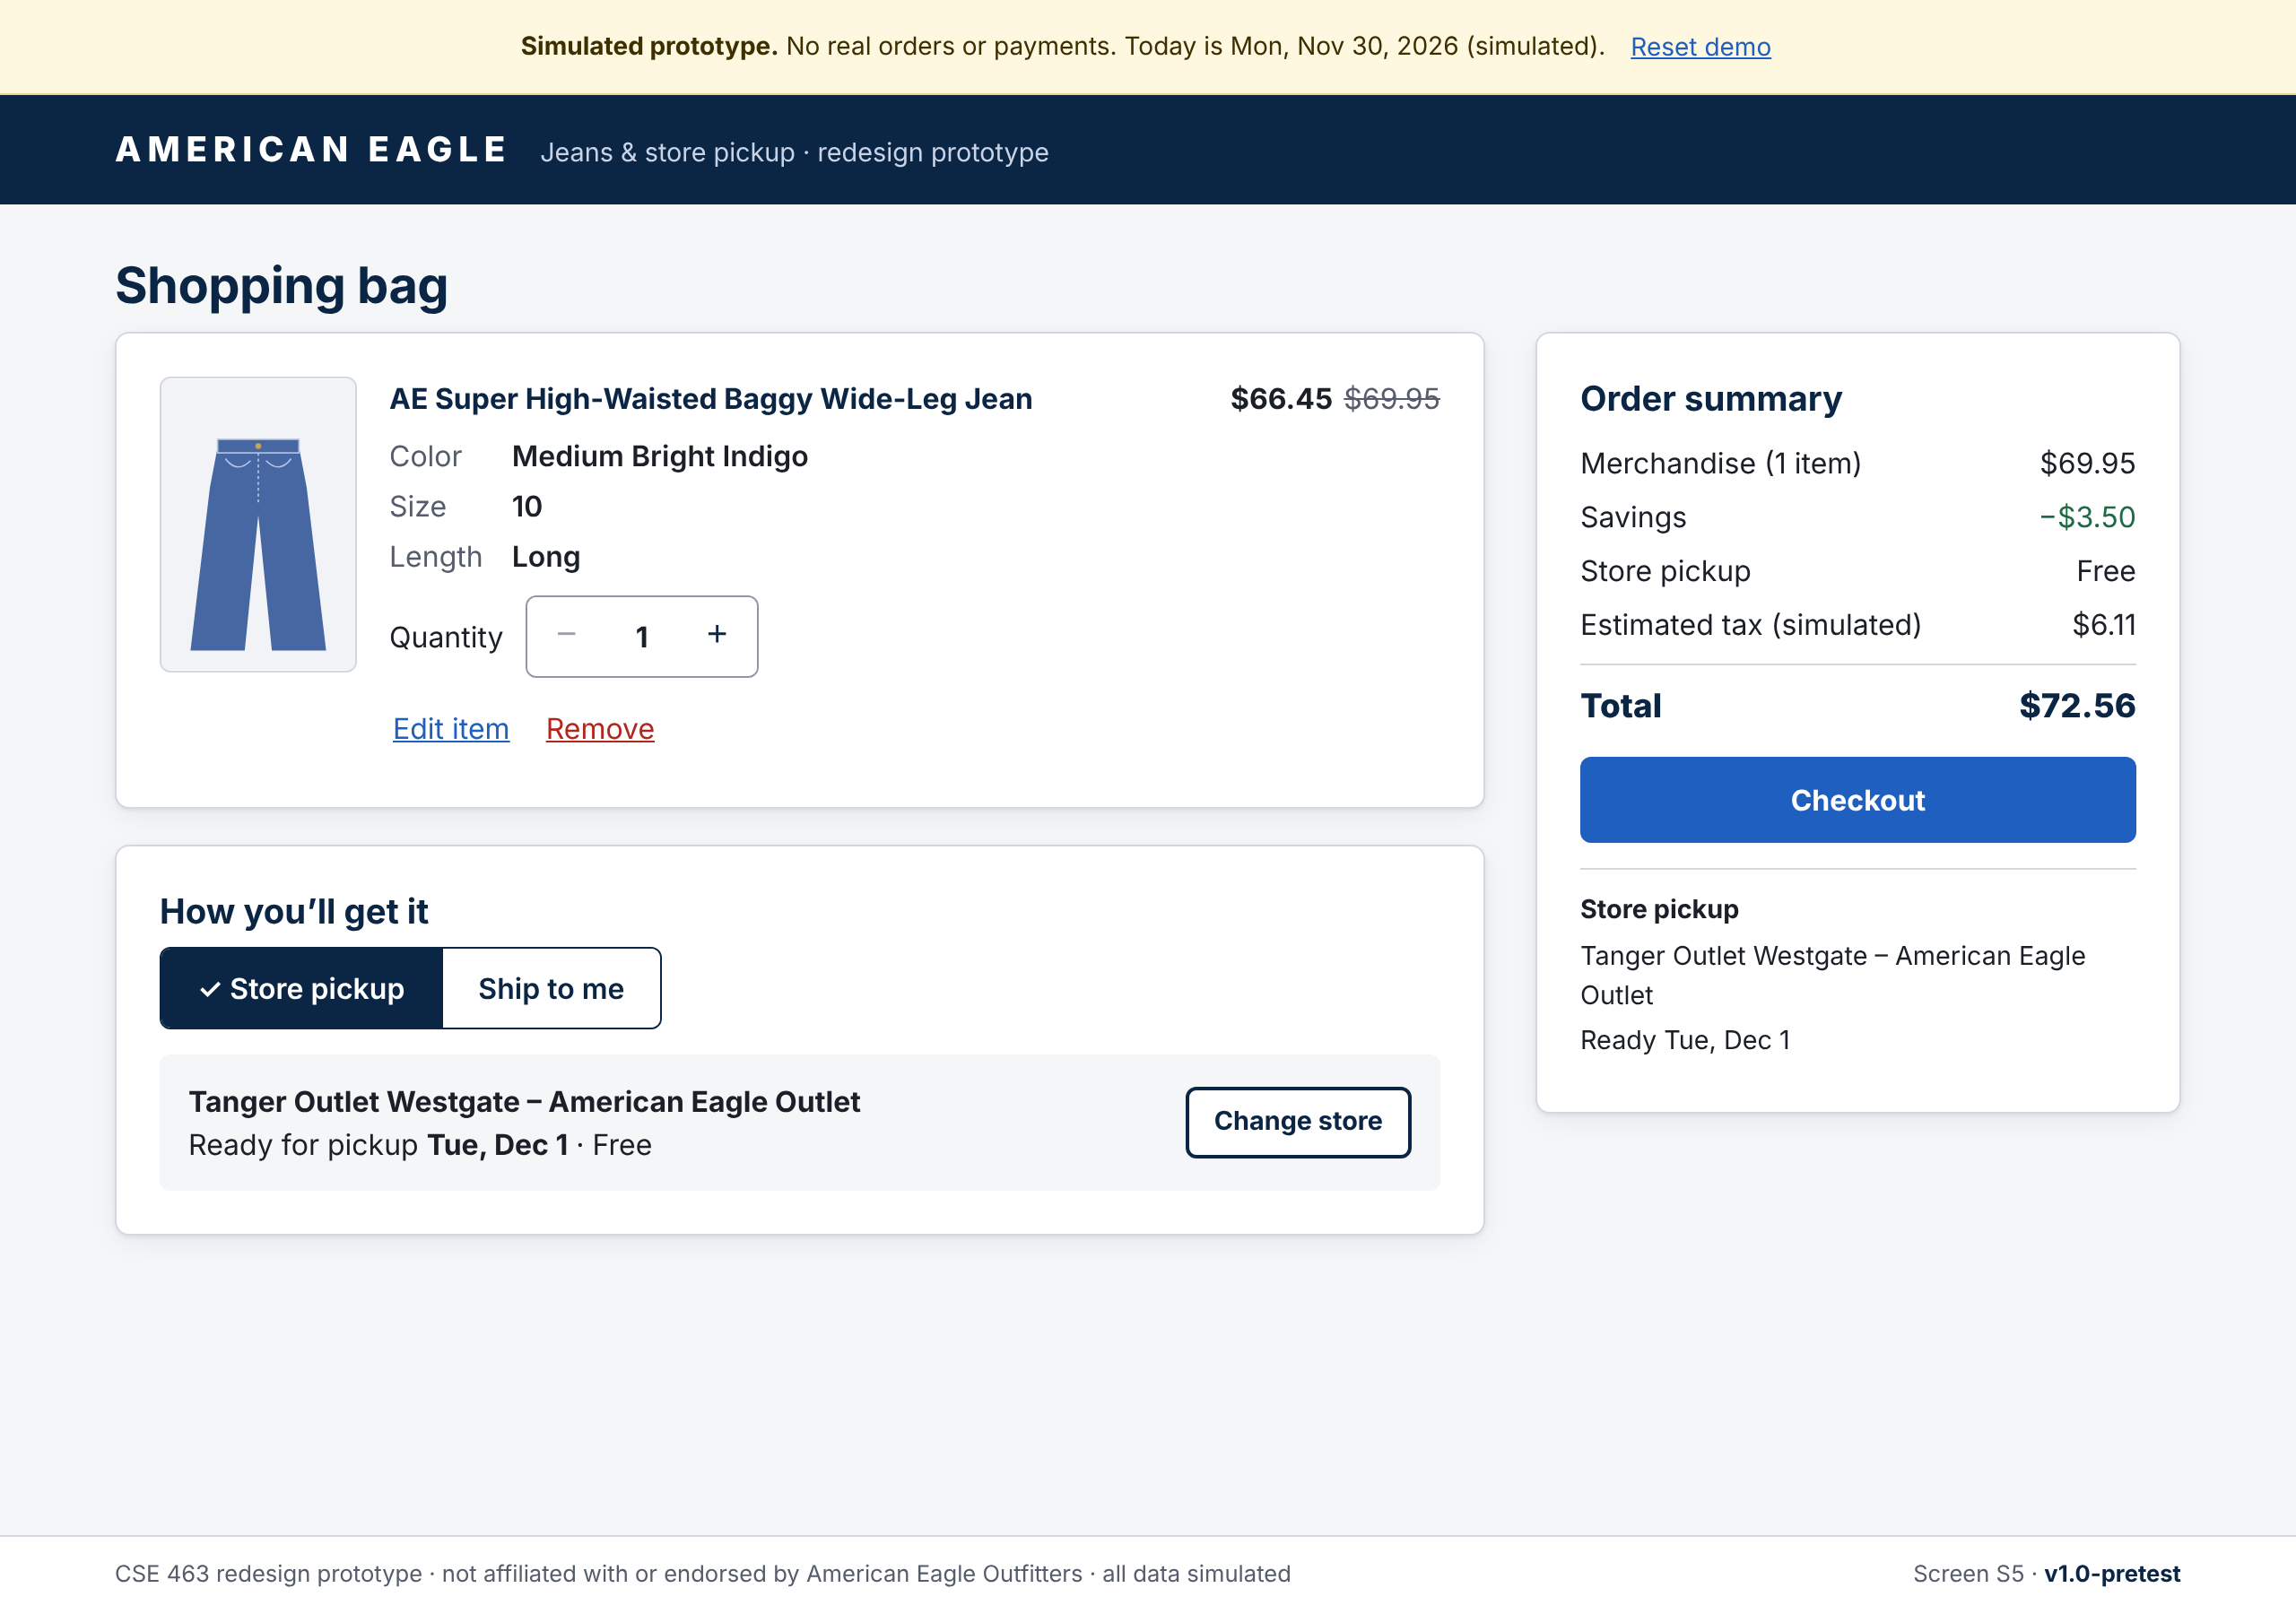 Simulated prototype. No real orders or payments. Today is Mon, Nov 30, 2026 (simulated). Reset demo
AMERICAN EAGLE Jeans & store pickup · redesign prototype
Shopping bag
AE Super High-Waisted Baggy Wide-Leg Jean $66.45 $69.95
Color Medium Bright Indigo
Size 10
Length Long
Quantity − 1 +
Edit item Remove
How you’ll get it
✓ Store pickup Ship to me
Tanger Outlet Westgate – American Eagle Outlet
Ready for pickup Tue, Dec 1 · Free
Change store
Order summary
Merchandise (1 item) $69.95
Savings −$3.50
Store pickup Free
Estimated tax (simulated) $6.11
Total $72.56
Checkout
Store pickup
Tanger Outlet Westgate – American Eagle
Outlet
Ready Tue, Dec 1
CSE 463 redesign prototype · not affiliated with or endorsed by American Eagle Outfitters · all data simulated
Screen S5 · v1.0-pretest